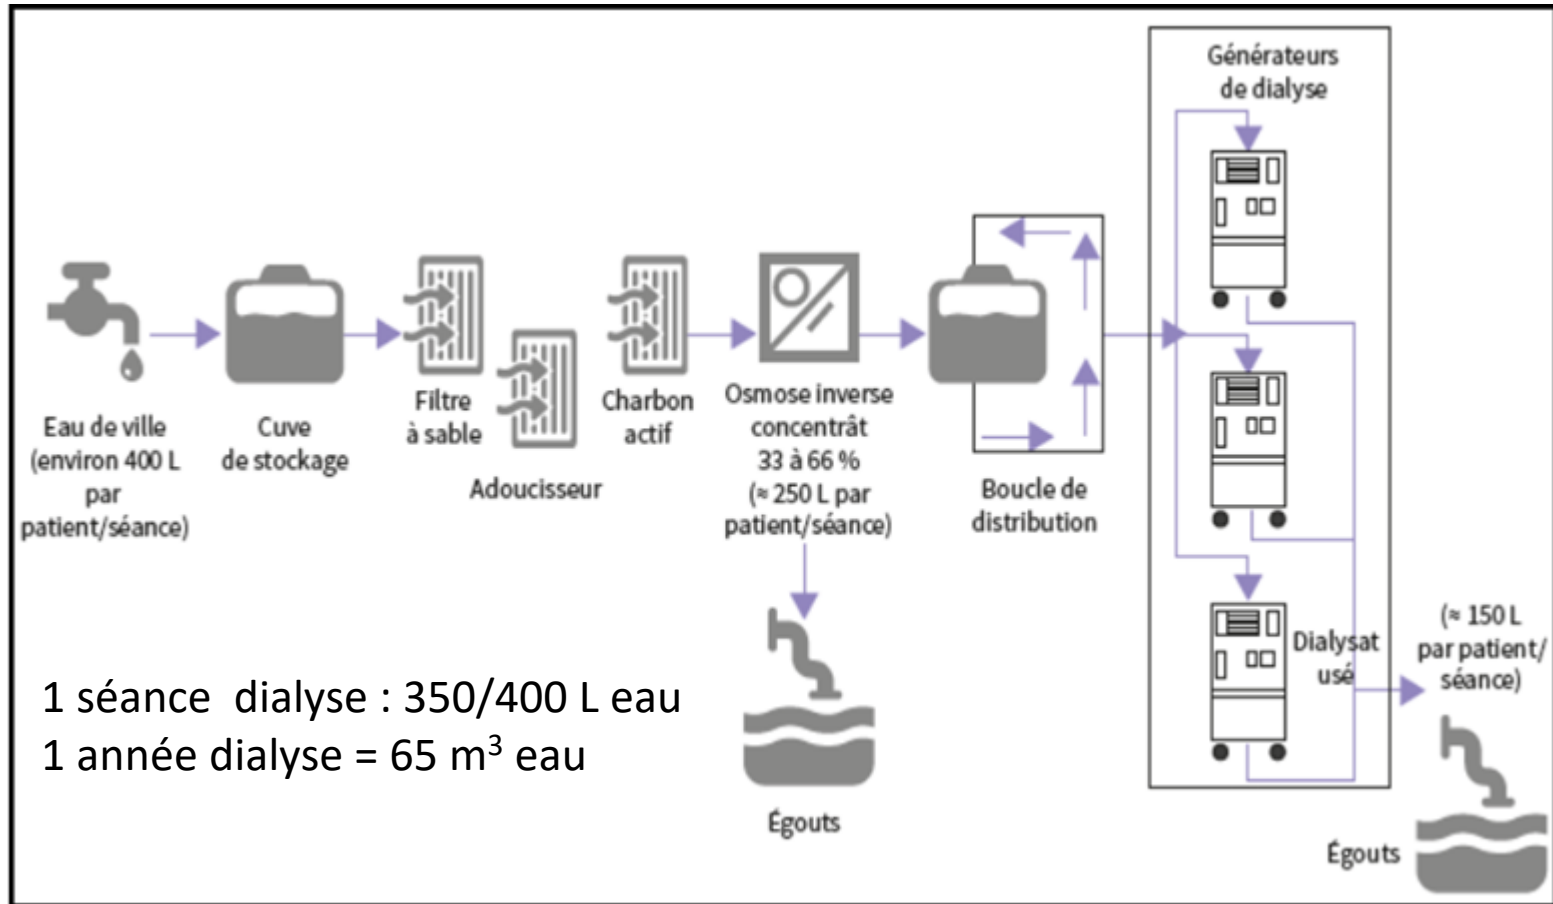 Générateurs
de dialyse
Eau de ville
(environ 400 L
par
patient/séance)
Cuve
de stockage
Filtre
à sable
Adoucisseur
Charbon
actif
Osmose inverse
concentrât
33 à 66 %
(≈ 250 L par
patient/séance)
Boucle de
distribution
Dialysat
usé
(≈ 150 L
par patient/
séance)
1 séance dialyse : 350/400 L eau
1 année dialyse = 65 m³ eau
Égouts
Égouts